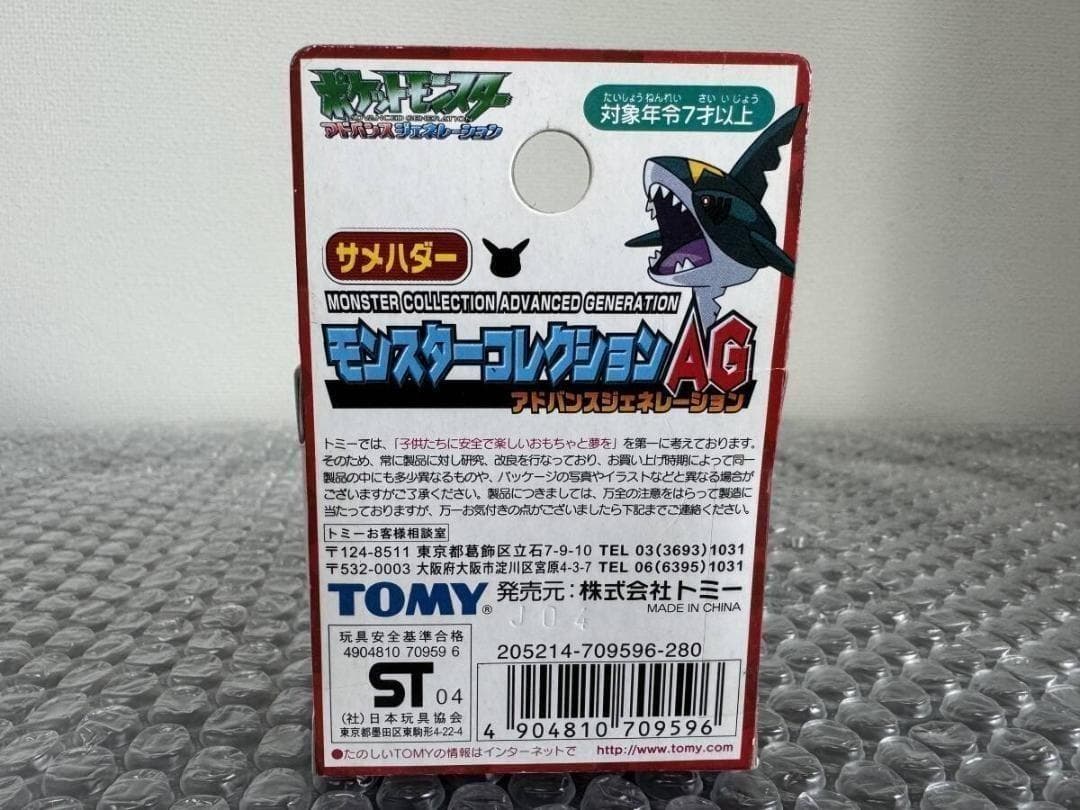 ポケットモンスター
ADVANCED GENERATION
アドバンスジェネレーション
たいしょうねんれい さいいじょう
対象年令7才以上
サメハダー
MONSTER COLLECTION ADVANCED GENERATION
モンスターコレクションAG
アドバンスジェネレーション
トミーでは、「子供たちに安全で楽しいおもちゃと夢を」を第一に考えております。
そのため、常に製品に対し研究、改良を行なっており、お買い上げ時期によって同一
製品の中にも多少異なるものや、パッケージの写真やイラストなどと異なる場合が
ございますがご了承ください。製品につきましては、万全の注意をはらって製造に
当たっておりますが、万一お気付きの点がございましたら下記までご連絡ください。
トミーお客様相談室
〒124-8511 東京都葛飾区立石7-9-10 TEL 03(3693)1031
〒532-0003 大阪府大阪市淀川区宮原4-3-7 TEL 06(6395)1031
TOMY® 発売元：株式会社トミー
MADE IN CHINA
J04
玩具安全基準合格
4904810 70959 6
ST 04
(社)日本玩具協会
東京都墨田区東駒形4-22-4
205214-709596-280
4 904810 709596
●たのしいTOMYの情報はインターネットで http://www.tomy.com/